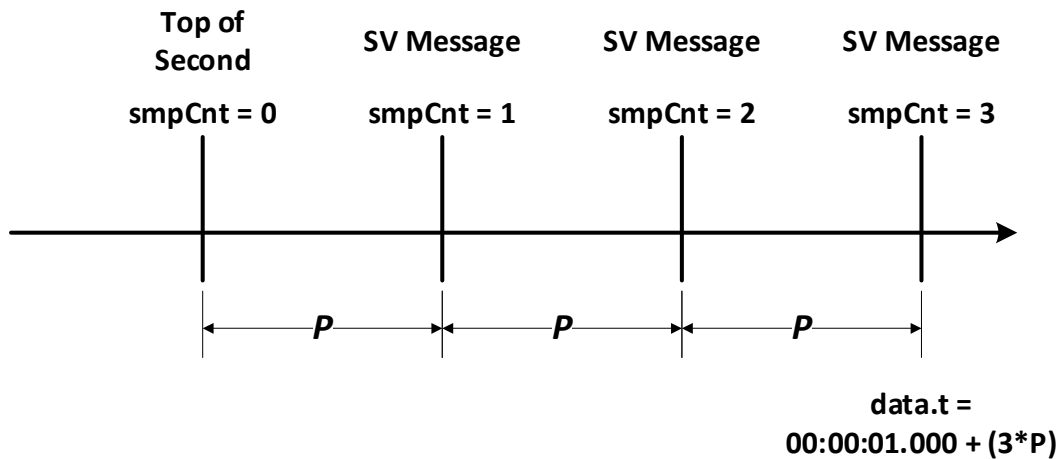 Top of
Second
SV Message
SV Message
SV Message
smpCnt = 0
smpCnt = 1
smpCnt = 2
smpCnt = 3
P
P
P
data.t =
00:00:01.000 + (3*P)